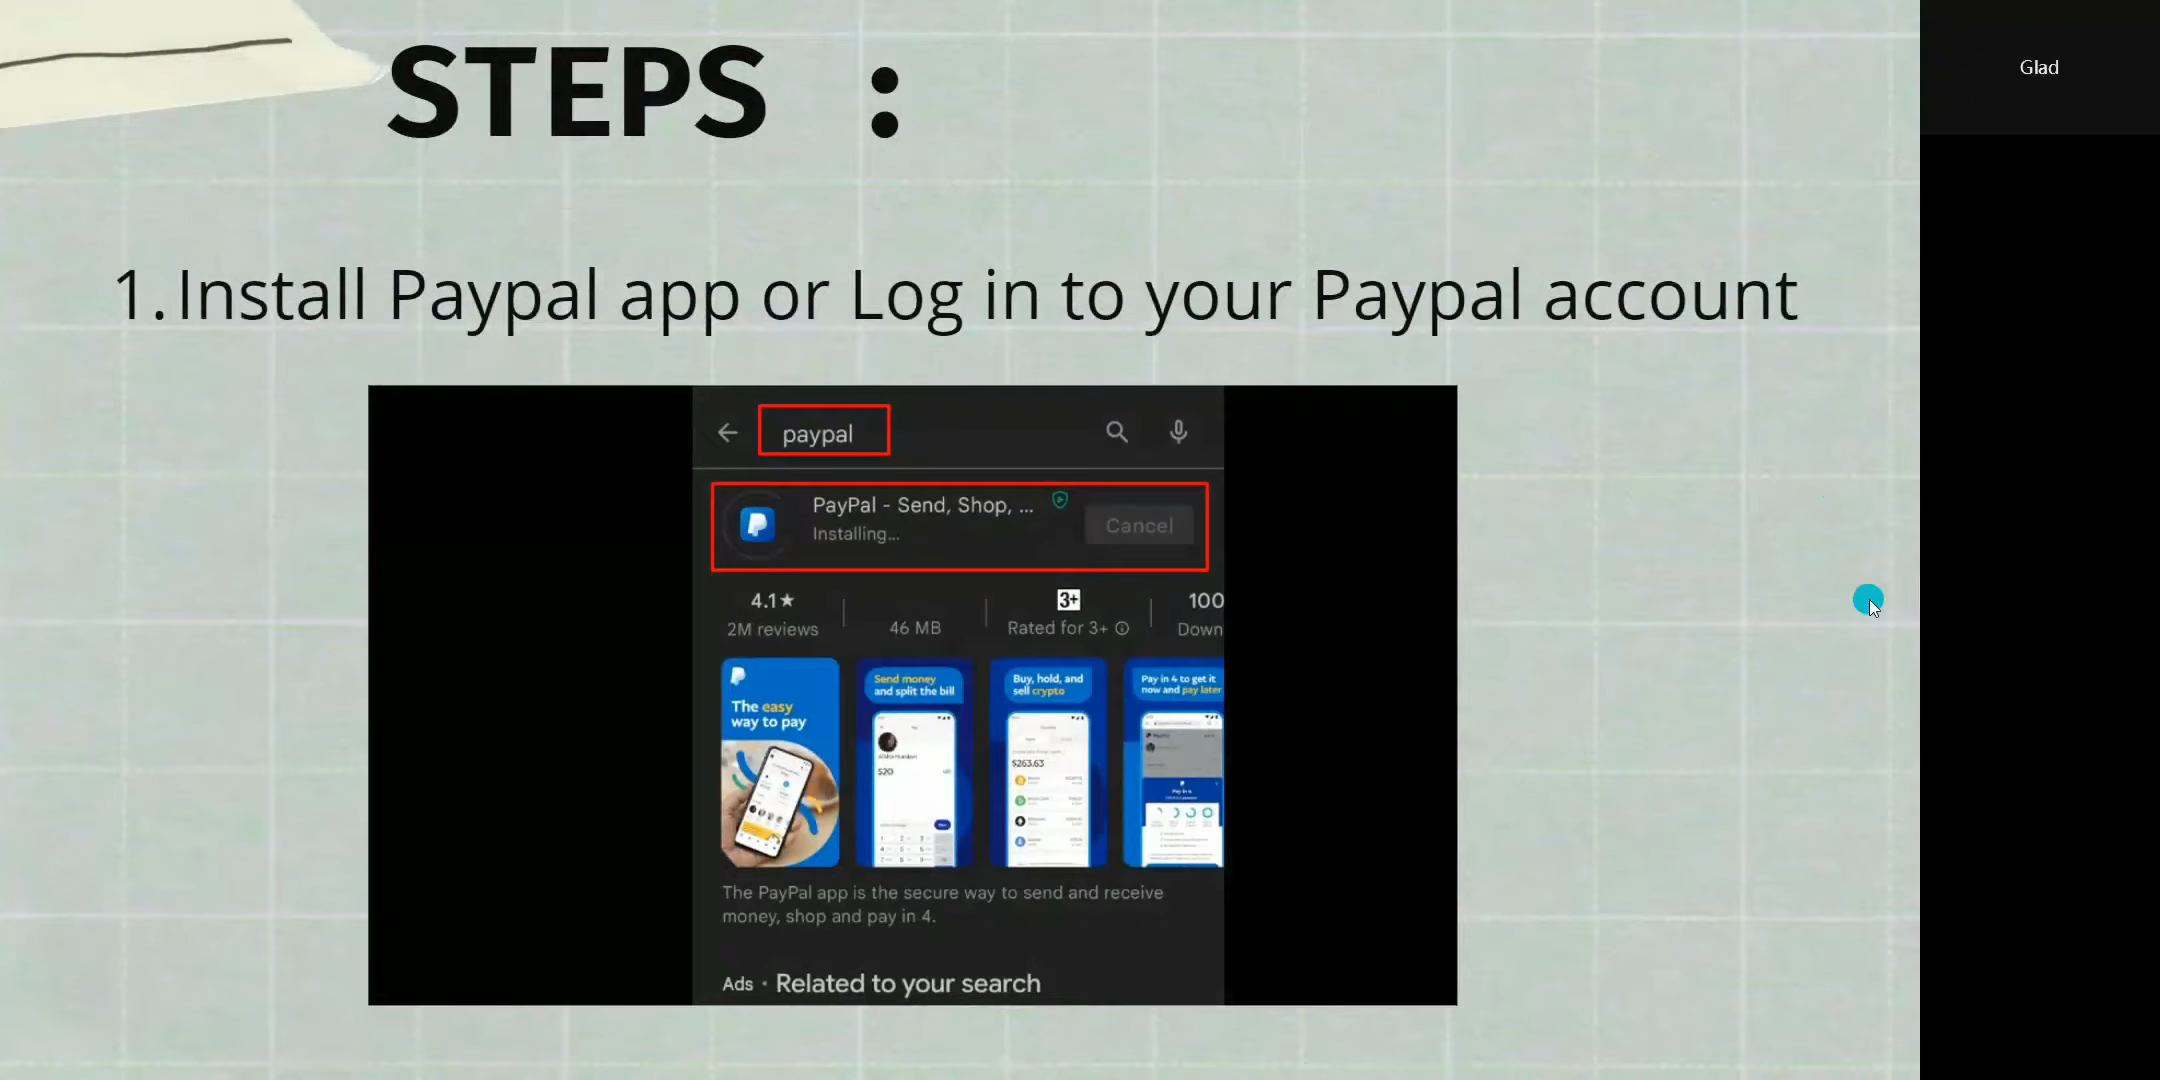 STEPS :
Glad
1. Install Paypal app or Log in to your Paypal account
paypal
PayPal - Send, Shop, ...
Installing...
Cancel
4.1★
2M reviews
46 MB
3+
Rated for 3+
100
Down
The easy
way to pay
Send money
and split the bill
$20
Buy, hold, and
sell crypto
$263.63
Pay in 4 to get it
now and pay later
Pay in 4
The PayPal app is the secure way to send and receive
money, shop and pay in 4.
Ads • Related to your search